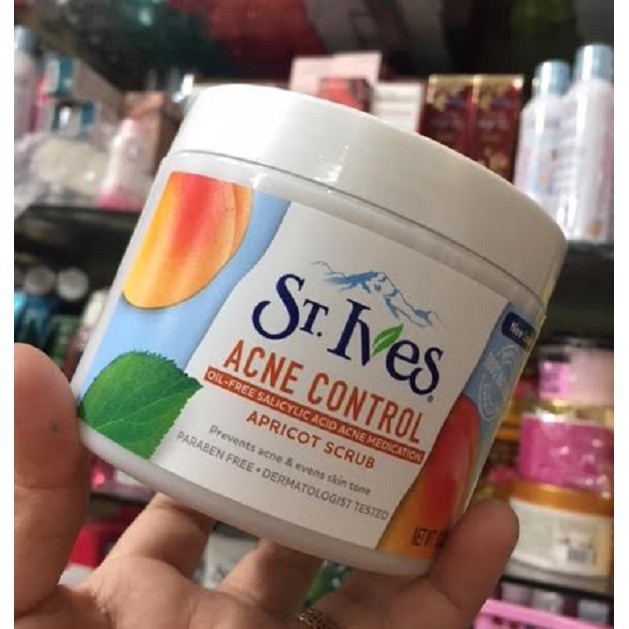 ST. IVES®
ACNE CONTROL
OIL-FREE SALICYLIC ACID ACNE MEDICATION
APRICOT SCRUB
Prevents acne & evens skin tone
PARABEN FREE • DERMATOLOGIST TESTED
NET
New